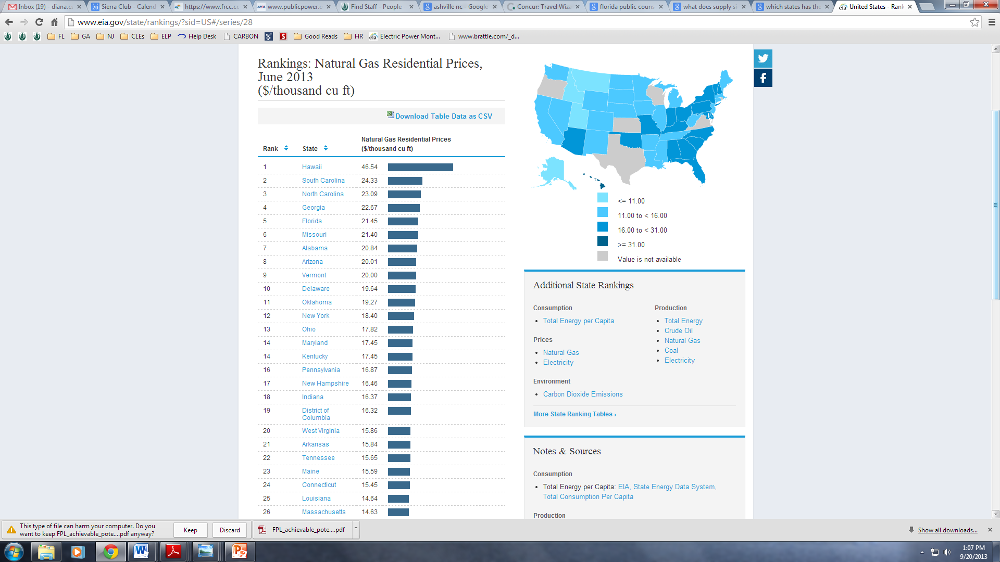 Inbox (19) - diana.cs
Sierra Club - Calend
https://www.frcc.cc
www.publicpower.o
Find Staff - People -
ashville nc - Google
Concur: Travel Wiza
florida public couns
what does supply si
which states has the
United States - Rank
www.eia.gov/state/rankings/?sid=US#/series/28
FL GA NJ CLEs ELP Help Desk CARBON Good Reads HR Electric Power Mont... www.brattle.com/_d...
Rankings: Natural Gas Residential Prices,
June 2013
($/thousand cu ft)
Download Table Data as CSV
Rank State Natural Gas Residential Prices
($/thousand cu ft)
1 Hawaii 46.54
2 South Carolina 24.33
3 North Carolina 23.09
4 Georgia 22.67
5 Florida 21.45
6 Missouri 21.40
7 Alabama 20.84
8 Arizona 20.01
9 Vermont 20.00
10 Delaware 19.64
11 Oklahoma 19.27
12 New York 18.40
13 Ohio 17.82
14 Maryland 17.45
14 Kentucky 17.45
16 Pennsylvania 16.87
17 New Hampshire 16.46
18 Indiana 16.37
19 District of
Columbia 16.32
20 West Virginia 15.86
21 Arkansas 15.84
22 Tennessee 15.65
23 Maine 15.59
24 Connecticut 15.45
25 Louisiana 14.64
26 Massachusetts 14.63
<= 11.00
11.00 to < 16.00
16.00 to < 31.00
>= 31.00
Value is not available
Additional State Rankings
Consumption
• Total Energy per Capita
Prices
• Natural Gas
• Electricity
Environment
• Carbon Dioxide Emissions
Production
• Total Energy
• Crude Oil
• Natural Gas
• Coal
• Electricity
More State Ranking Tables ›
Notes & Sources
Consumption
• Total Energy per Capita: EIA, State Energy Data System,
Total Consumption Per Capita
Production
This type of file can harm your computer. Do you
want to keep FPL_achievable_pote....pdf anyway?
Keep
Discard
FPL_achievable_pote....pdf
Show all downloads...
1:07 PM
9/20/2013